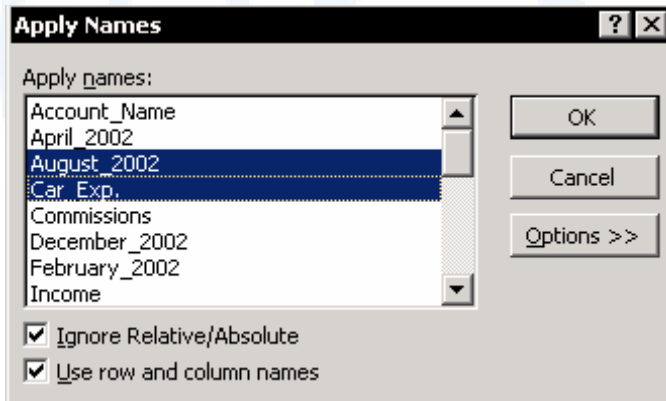 Apply Names
Apply names:
Account_Name
April_2002
August_2002
Car_Exp.
Commissions
December_2002
February_2002
Income
OK
Cancel
Options >>
Ignore Relative/Absolute
Use row and column names